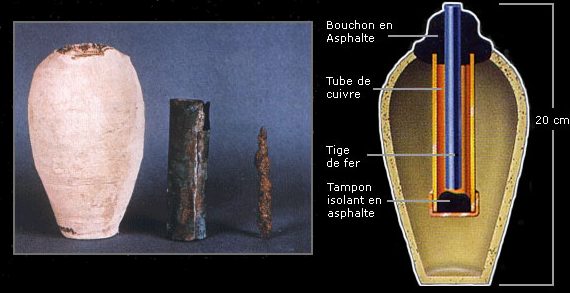 Bouchon en
Asphalte
Tube de
cuivre
20 cm
Tige
de fer
Tampon
isolant en
asphalte